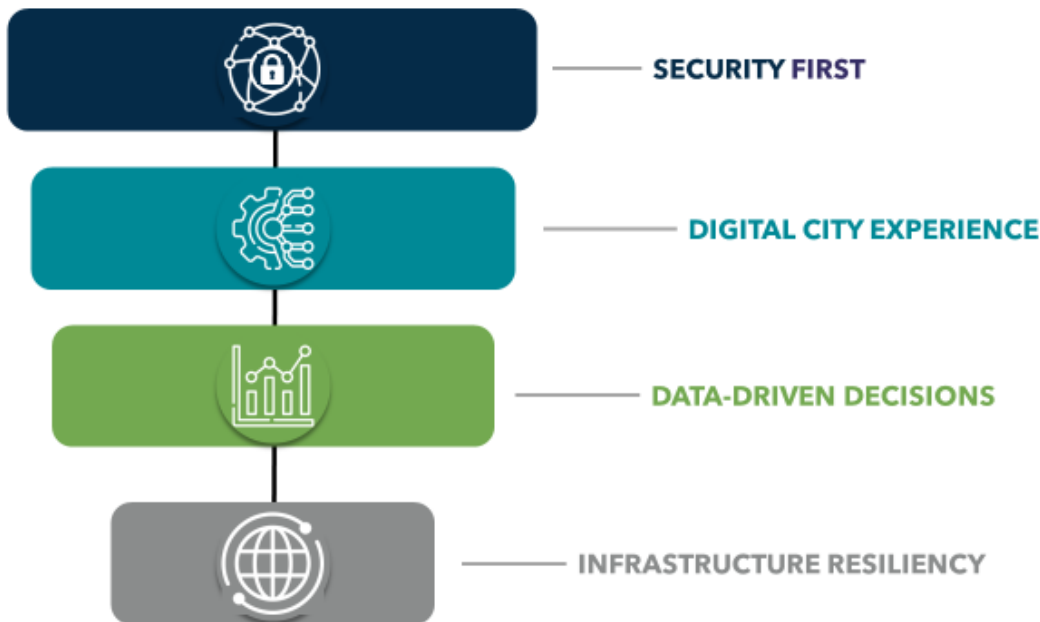 SECURITY FIRST
DIGITAL CITY EXPERIENCE
DATA-DRIVEN DECISIONS
INFRASTRUCTURE RESILIENCY